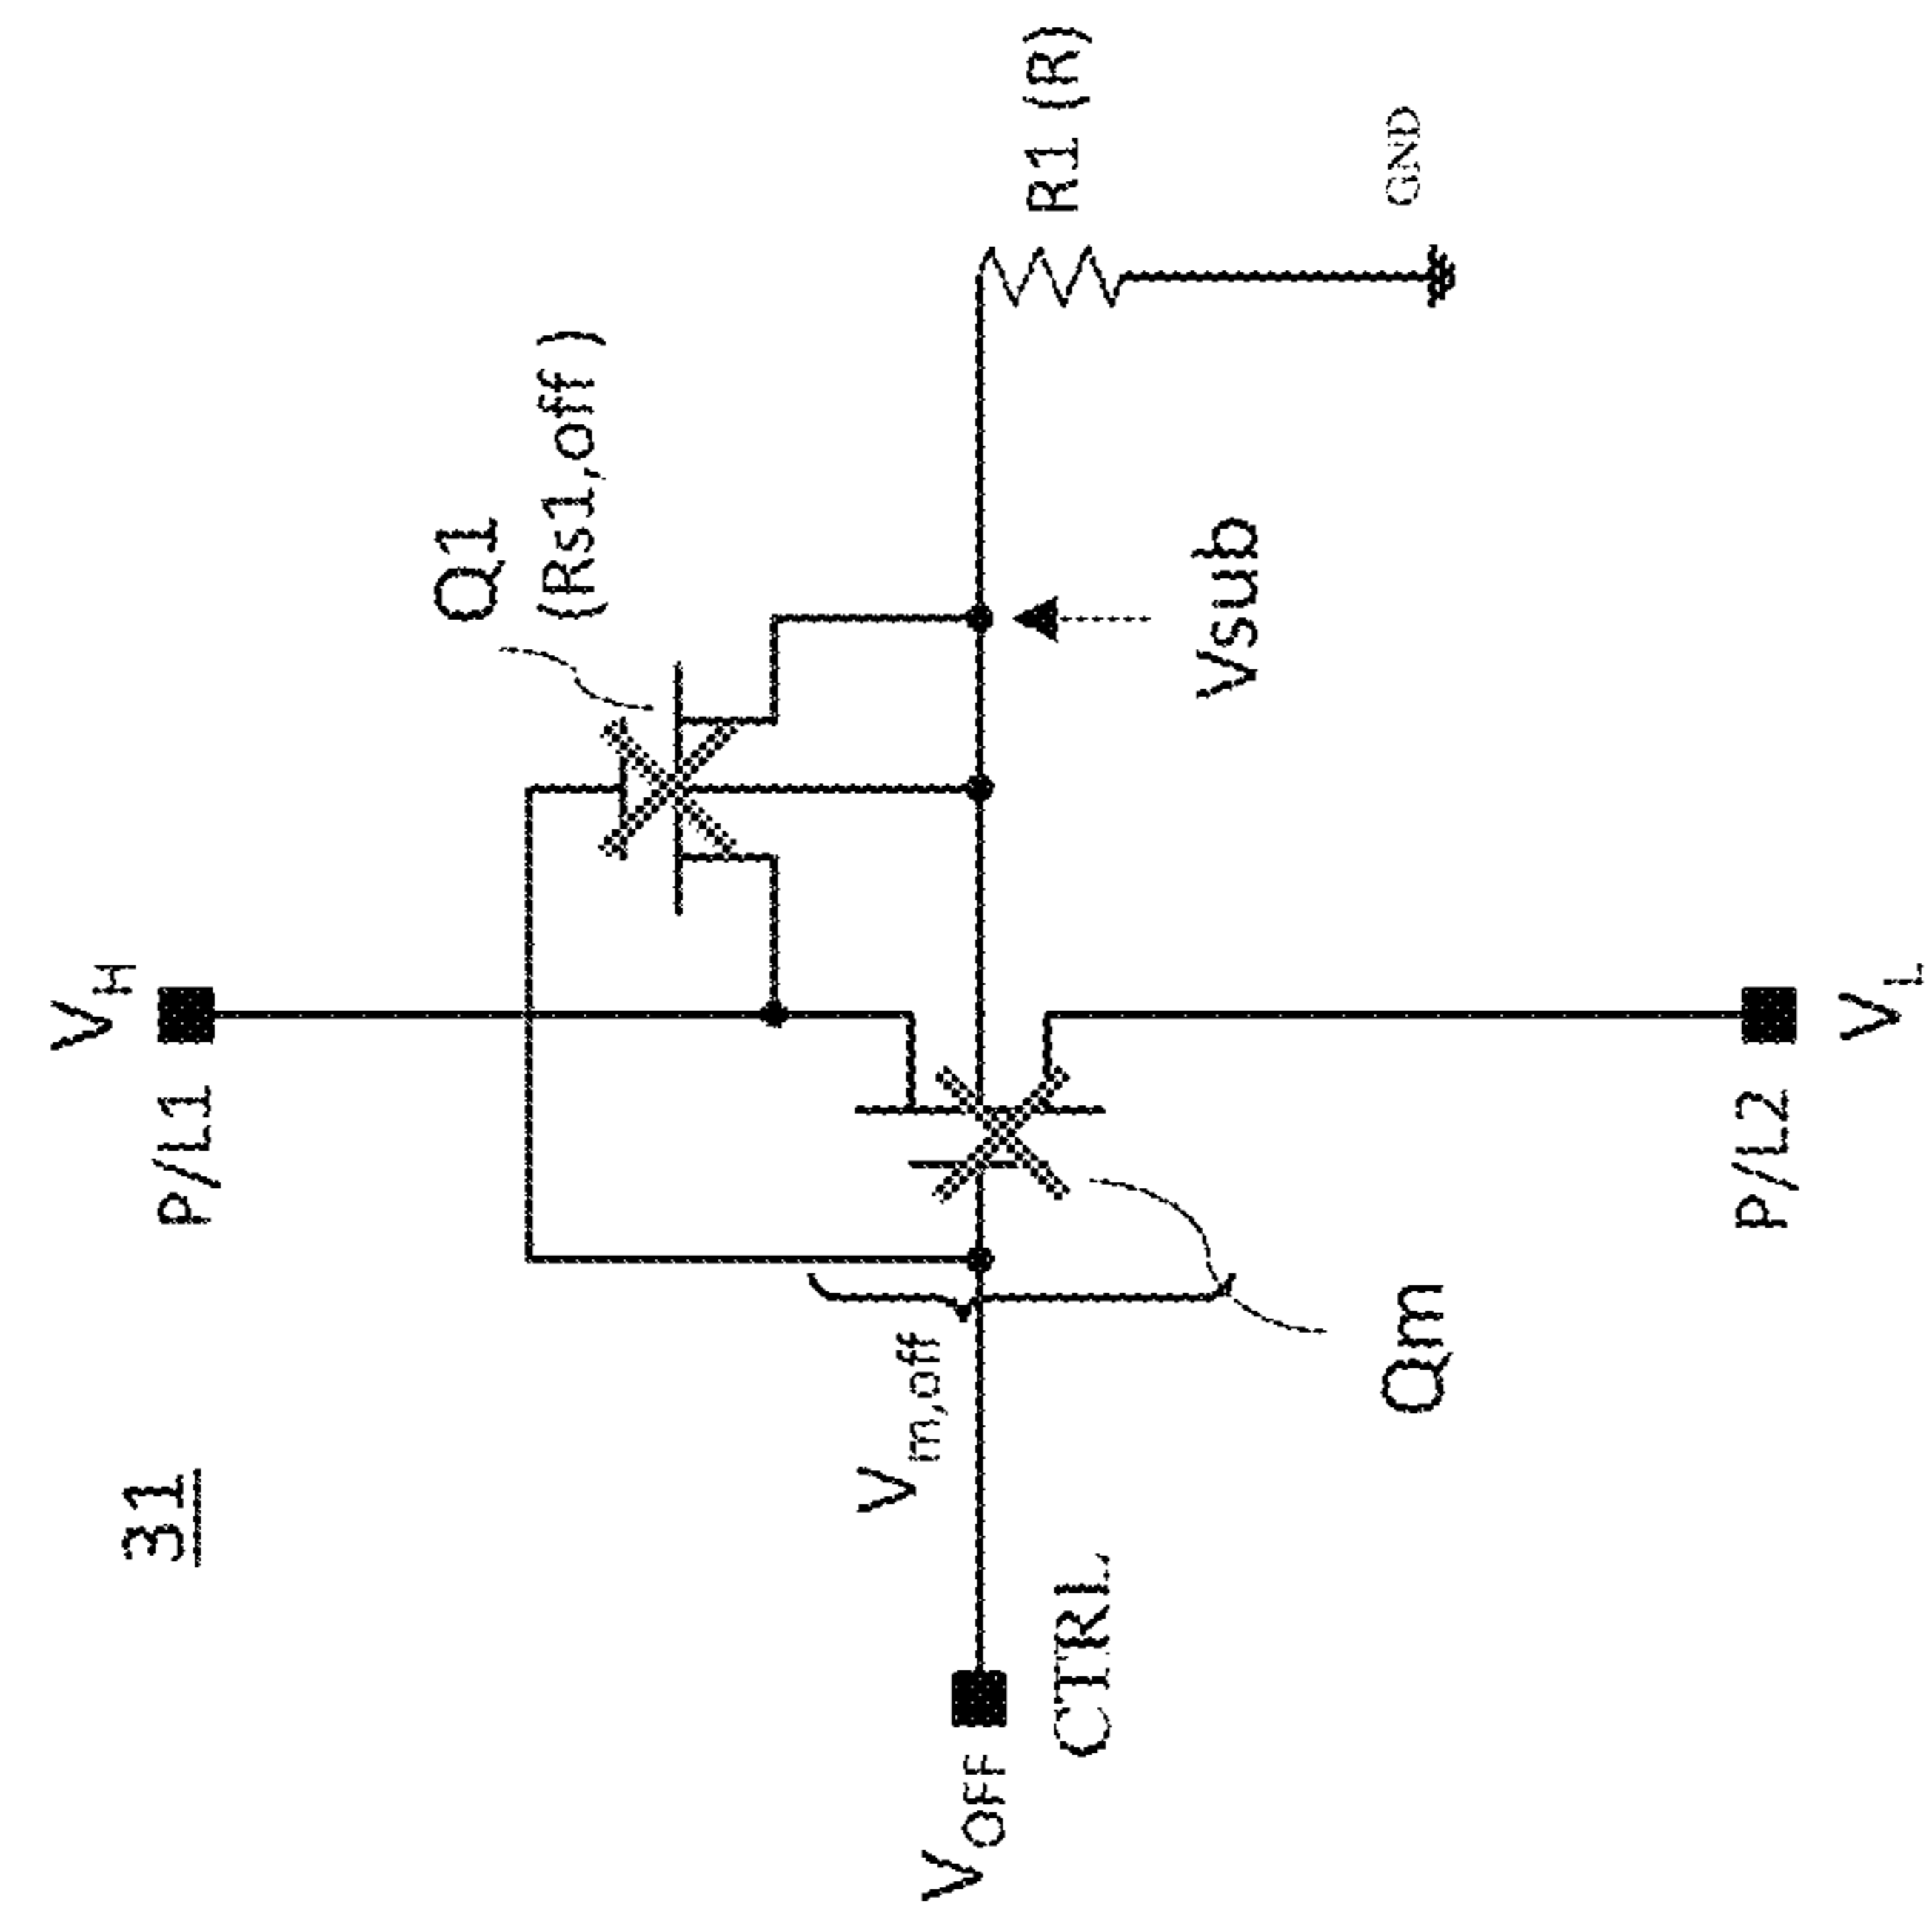 31
P/L1 V_H
Q1
(Rs1,off )
R1 (R)
V_m,off
V_OFF
CTRL
Vsub
GND
Qm
P/L2 V_L